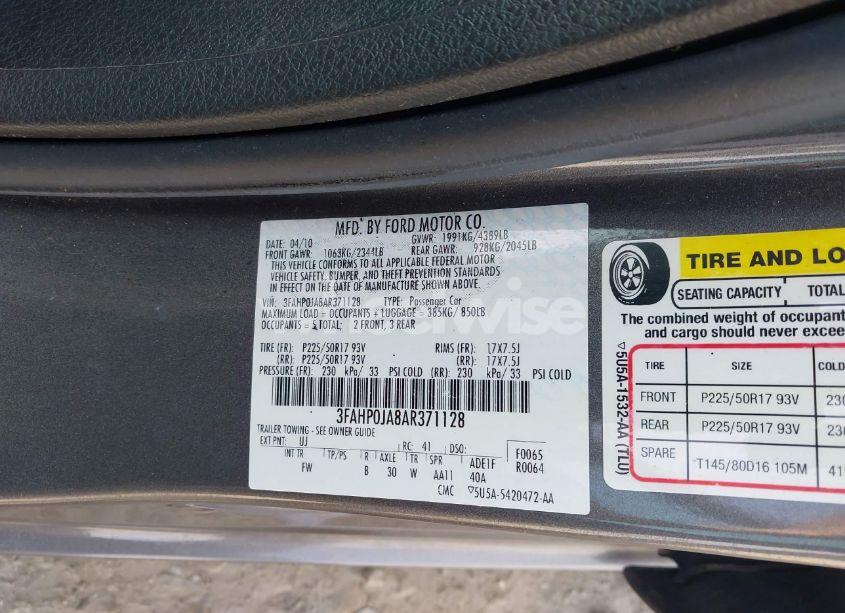 MFD. BY FORD MOTOR CO.
DATE: 04/10 GVWR: 1991KG/4389LB
FRONT GAWR: 1063KG/2344LB REAR GAWR: 928KG/2045LB
THIS VEHICLE CONFORMS TO ALL APPLICABLE FEDERAL MOTOR
VEHICLE SAFETY, BUMPER, AND THEFT PREVENTION STANDARDS
IN EFFECT ON THE DATE OF MANUFACTURE SHOWN ABOVE.
VIN: 3FAHP0JA8AR371128 TYPE: Passenger Car
MAXIMUM LOAD = OCCUPANTS + LUGGAGE = 385KG/ 850LB
OCCUPANTS = 5 TOTAL: 2 FRONT, 3 REAR
TIRE (FR): P225/50R17 93V RIMS (FR): 17X7.5J
(RR): P225/50R17 93V (RR): 17X7.5J
PRESSURE (FR): 230 kPa/ 33 PSI COLD (RR): 230 kPa/ 33 PSI COLD
3FAHP0JA8AR371128
TRAILER TOWING - SEE OWNER GUIDE
EXT PNT: UJ RC: 41 DSO: F0065
INT TR TP/PS R AXLE TR SPR ADE1F R0064
FW B 30 W AA11 40A
CMC ▽5U5A-5420472-AA
TIRE AND LO
SEATING CAPACITY TOTAL
The combined weight of occupant
and cargo should never excee
TIRE SIZE COLD
FRONT P225/50R17 93V 230
REAR P225/50R17 93V 230
SPARE T145/80D16 105M 41
▽5U5A-1532-AA (TLU)